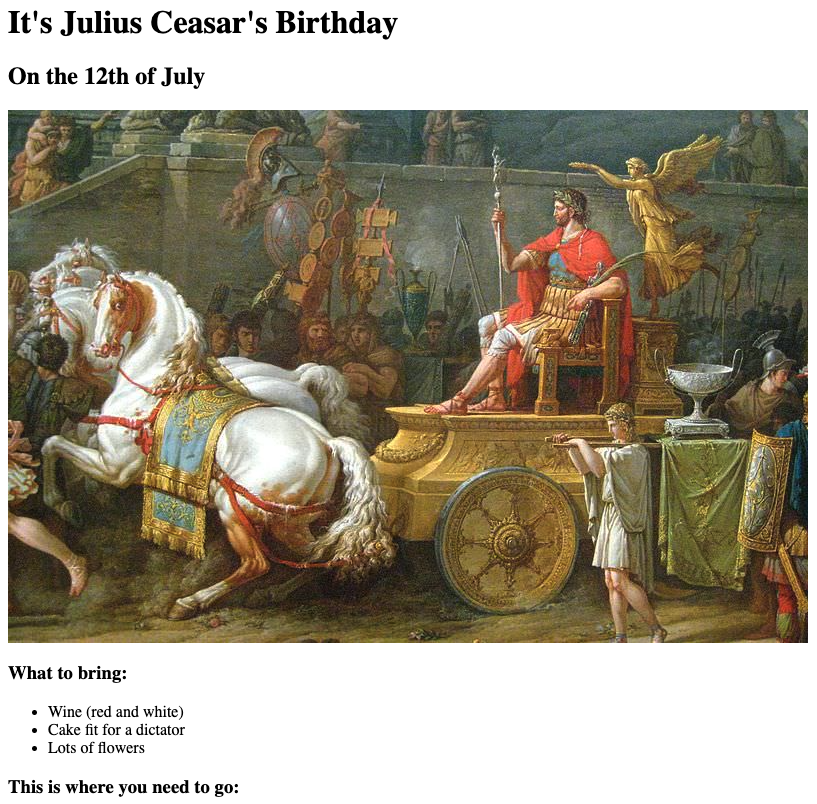 It's Julius Ceasar's Birthday
On the 12th of July
What to bring:
Wine (red and white)
Cake fit for a dictator
Lots of flowers
This is where you need to go: